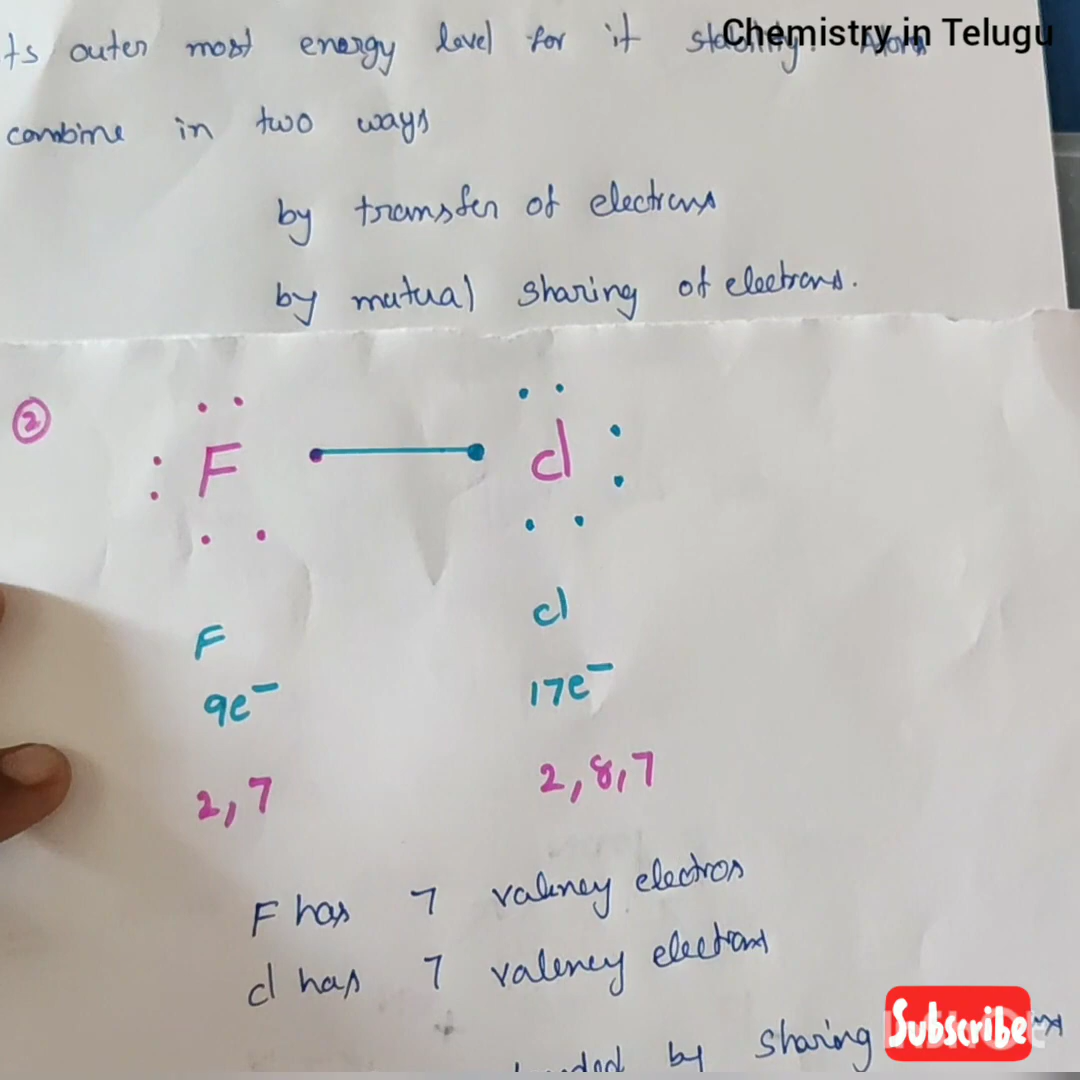 Chemistry in Telugu
ts outer most energy level for it
combine in two ways
by transfer of electrons
by mutual sharing of electrons.
②
F Cl
F Cl
9e⁻ 17e⁻
2,7 2,8,7
F has 7 valency electros
Cl has 7 valency electrons
by sharing
Subscribe